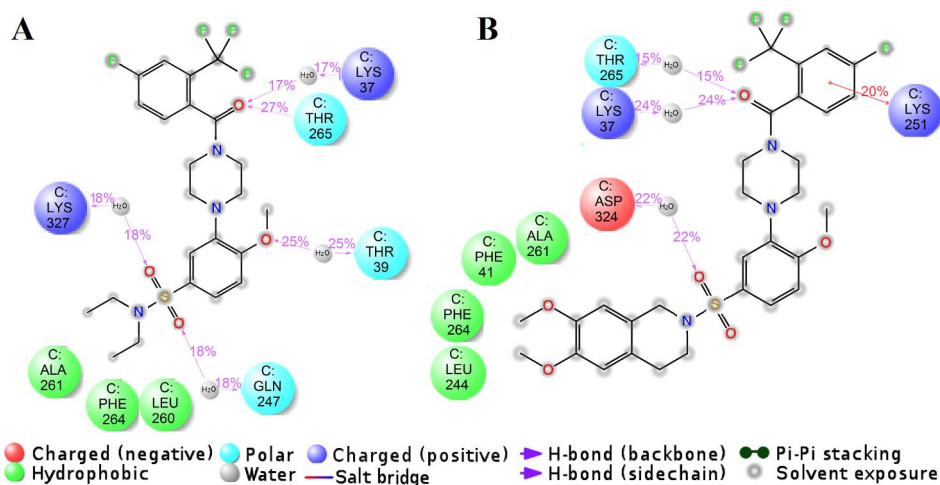 A
B
F
F
F
F
O
17%
H₂O
17%
C:
LYS
37
27%
C:
THR
265
N
N
C:
LYS
327
18%
H₂O
18%
O
S
O
N
O
25%
H₂O
25%
C:
THR
39
18%
H₂O
18%
C:
GLN
247
C:
ALA
261
C:
PHE
264
C:
LEU
260
C:
THR
265
15%
H₂O
15%
C:
LYS
37
24%
H₂O
24%
O
F
F
F
F
20%
C:
LYS
251
N
N
C:
ASP
324
22%
H₂O
22%
C:
PHE
41
C:
ALA
261
C:
PHE
264
C:
LEU
244
O
O
N
O
S
O
O
Charged (negative)
Polar
Charged (positive)
H-bond (backbone)
Pi-Pi stacking
Hydrophobic
Water
Salt bridge
H-bond (sidechain)
Solvent exposure